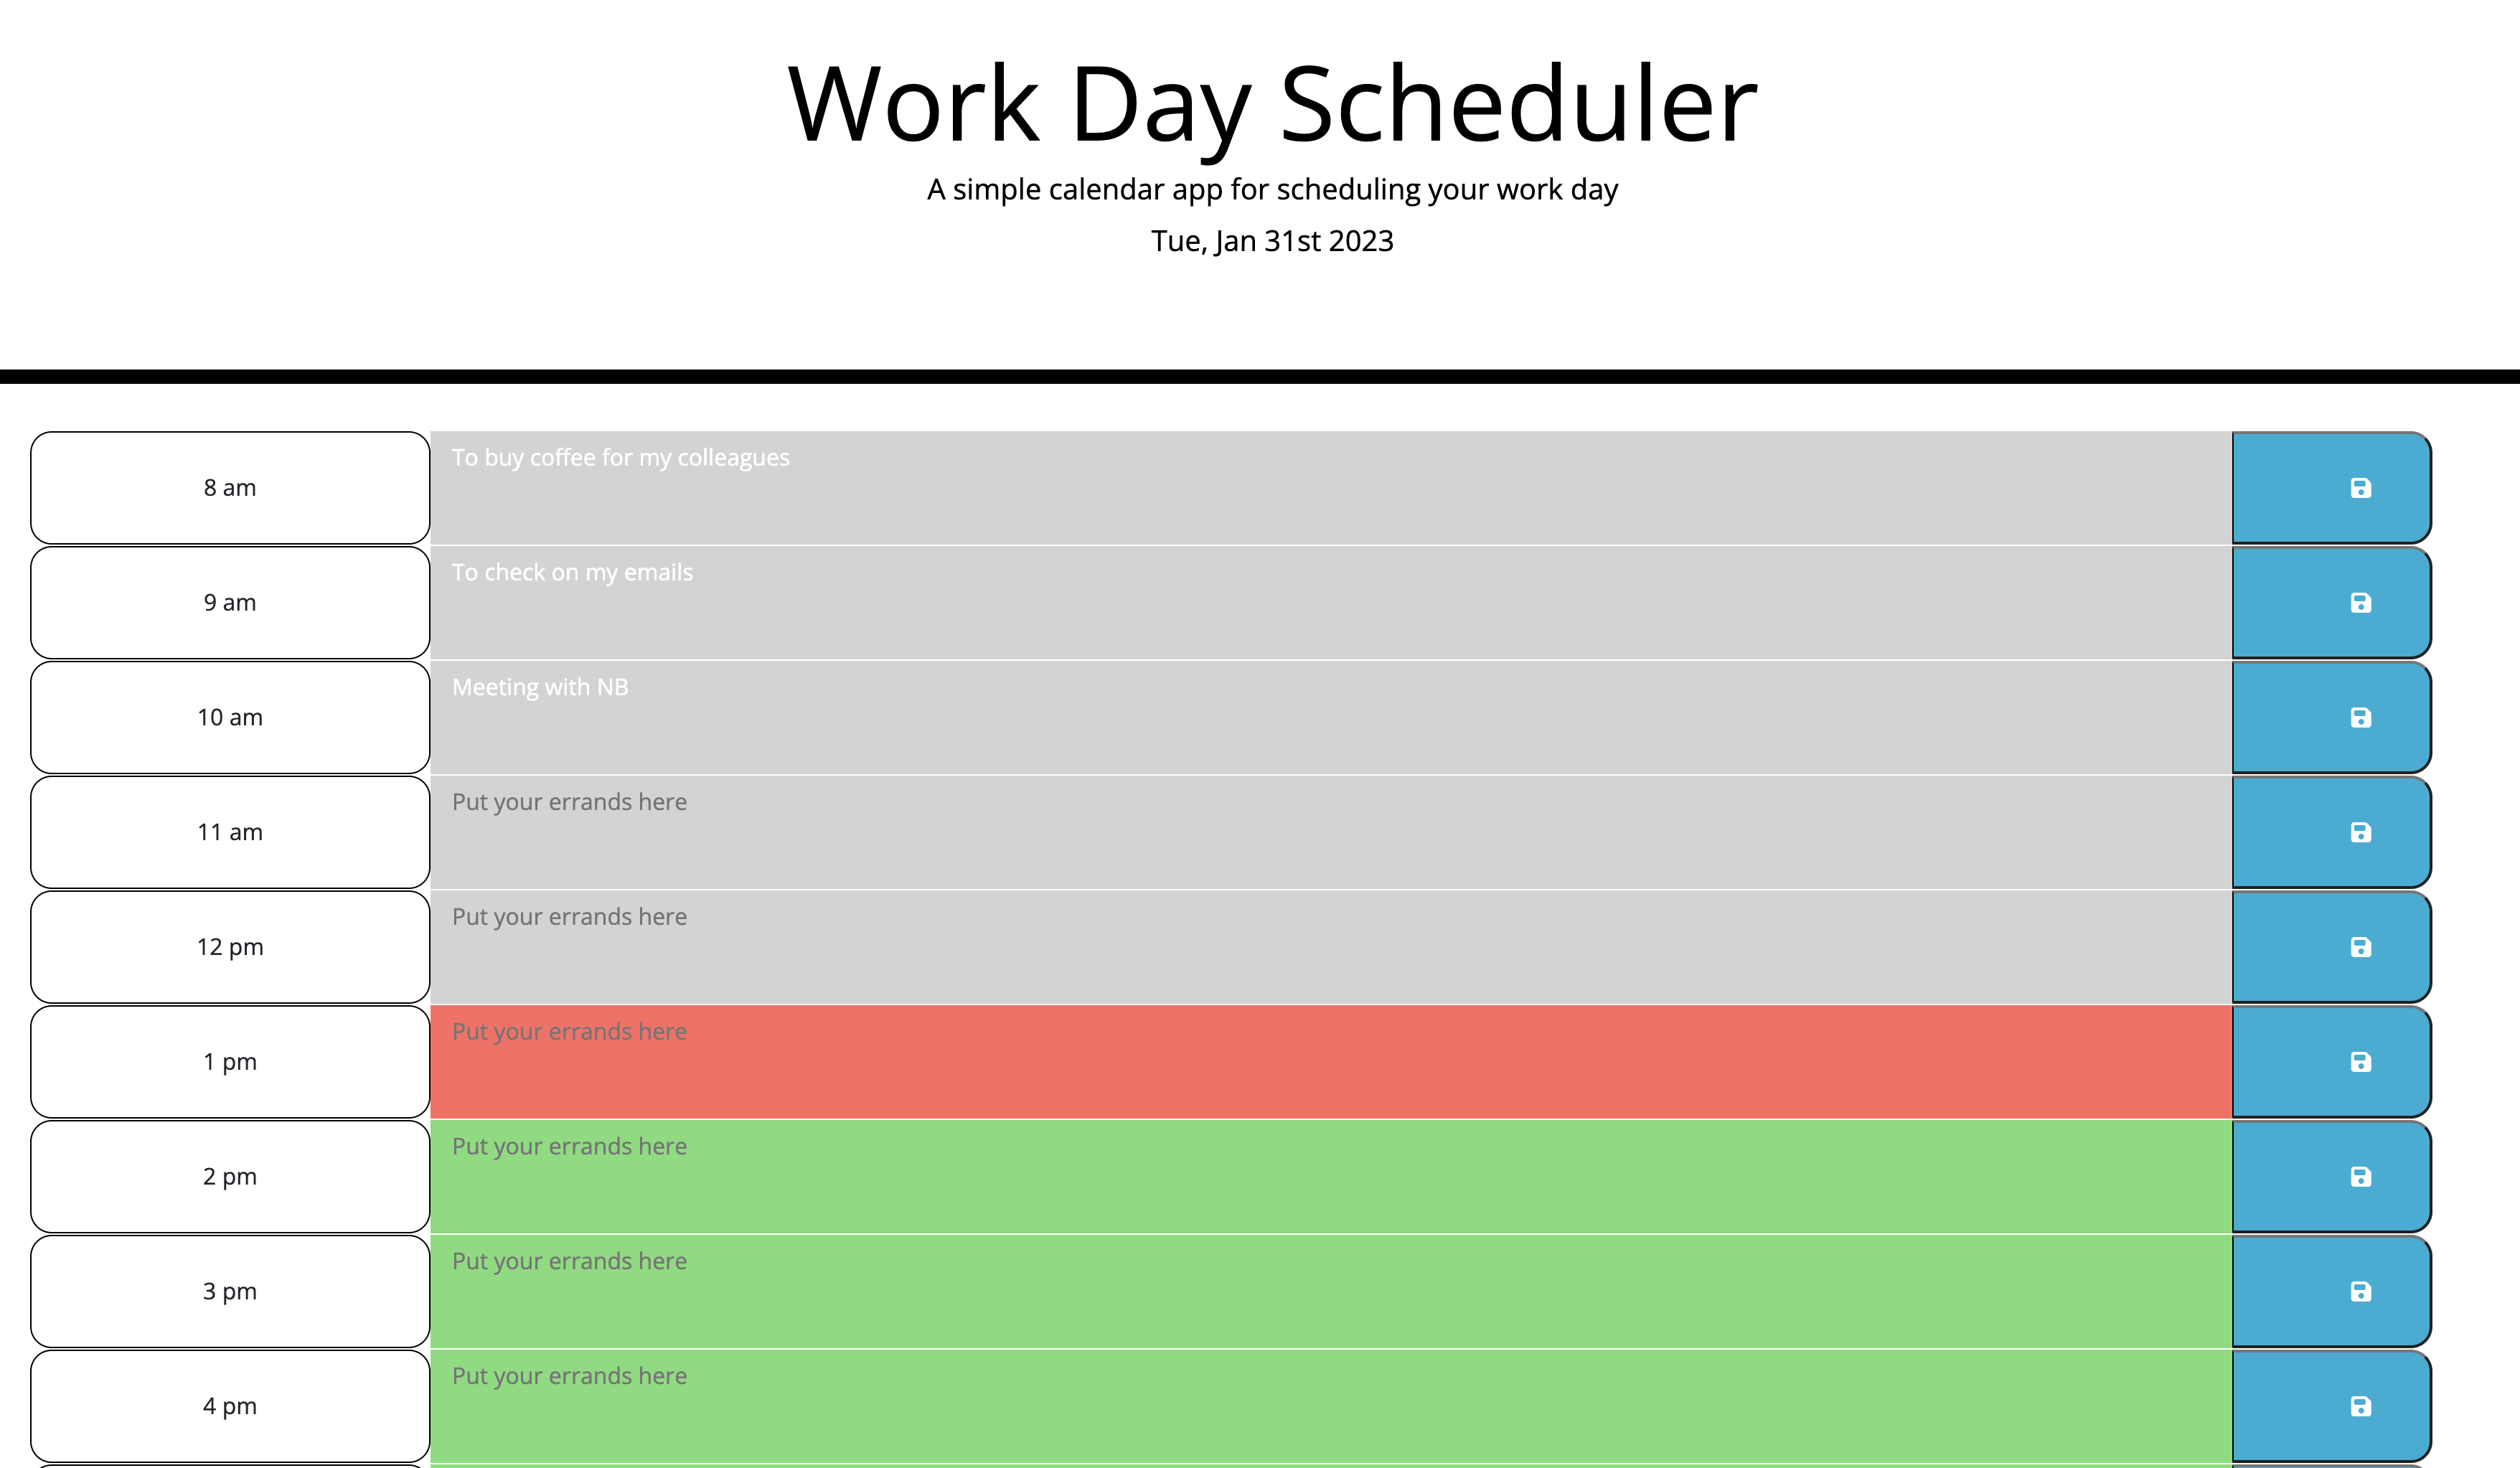 Work Day Scheduler
A simple calendar app for scheduling your work day
Tue, Jan 31st 2023
8 am
To buy coffee for my colleagues
9 am
To check on my emails
10 am
Meeting with NB
11 am
Put your errands here
12 pm
Put your errands here
1 pm
Put your errands here
2 pm
Put your errands here
3 pm
Put your errands here
4 pm
Put your errands here